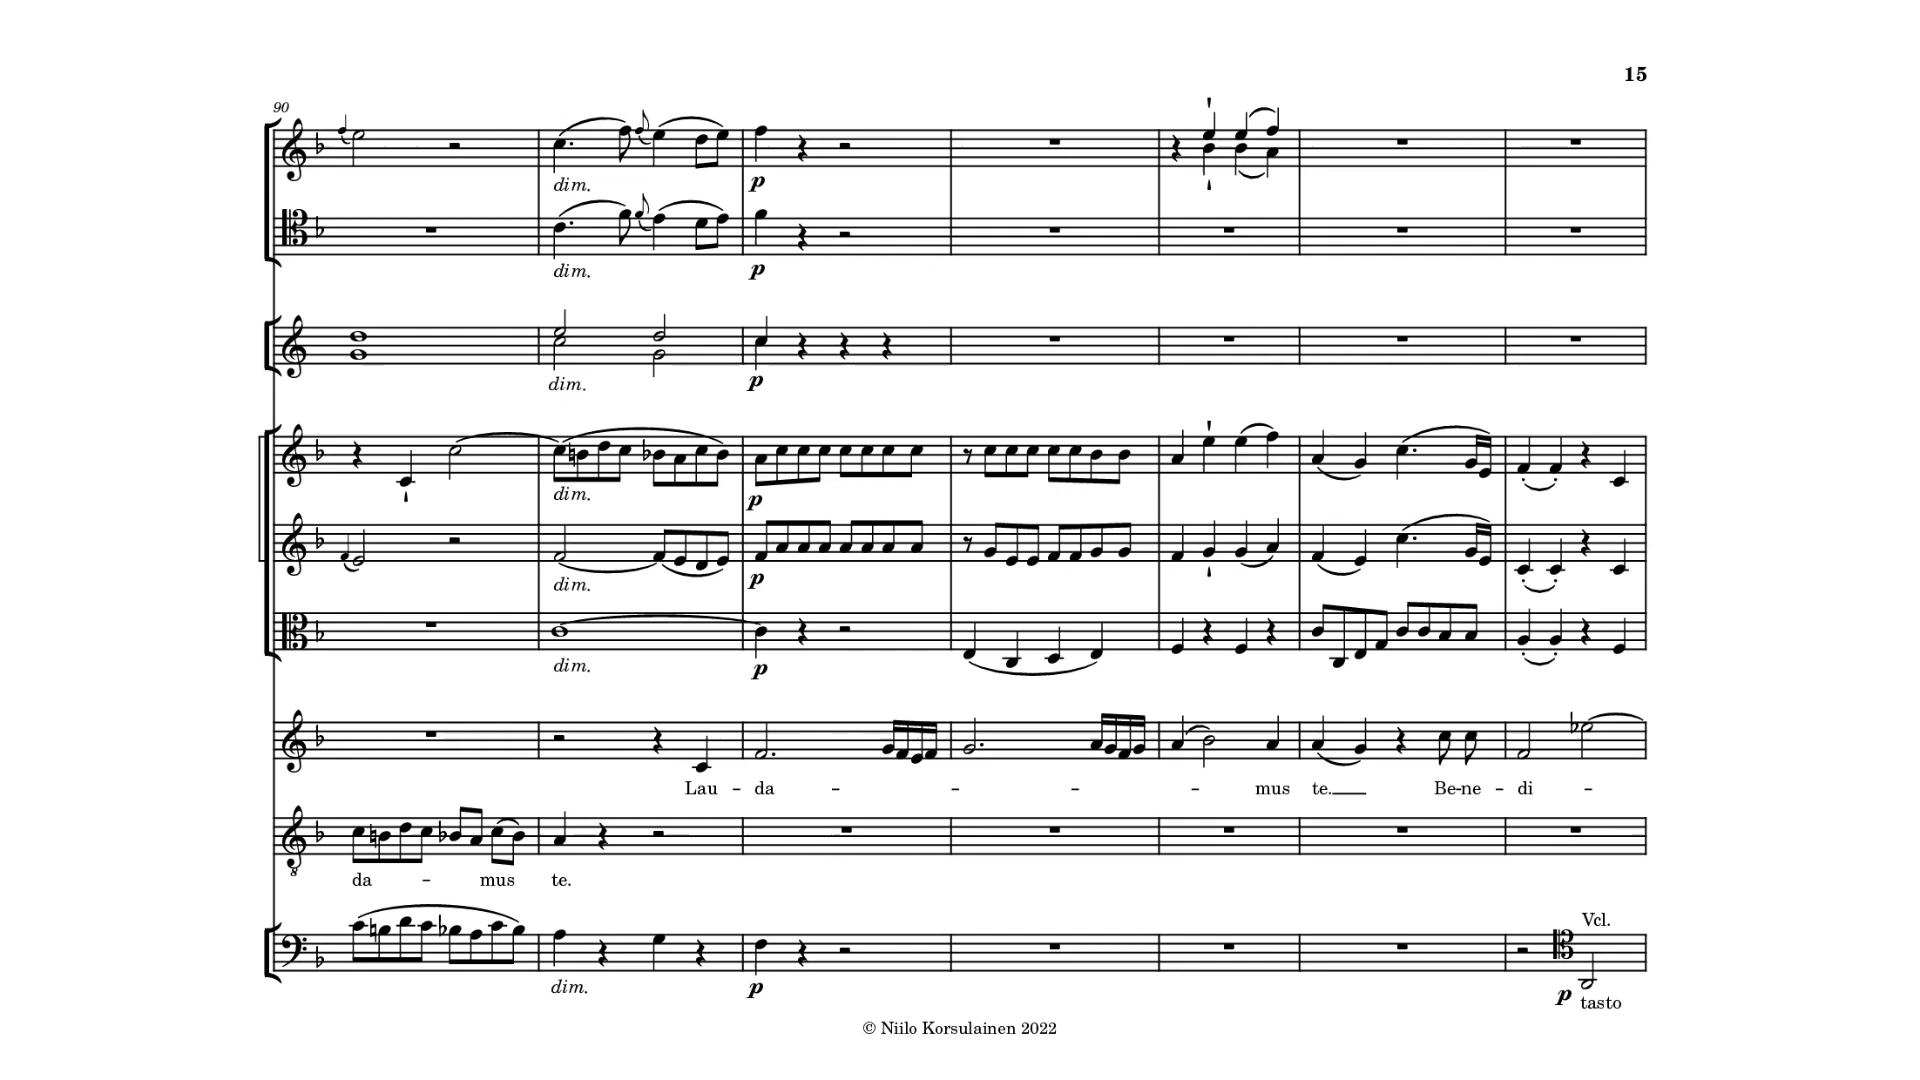 15
90
dim.
p
dim.
p
dim.
p
dim.
p
dim.
p
dim.
p
Lau - da - - - - mus te. Be-ne - di -
8
da - mus te.
Vcl.
dim.
p
p
tasto
© Niilo Korsulainen 2022